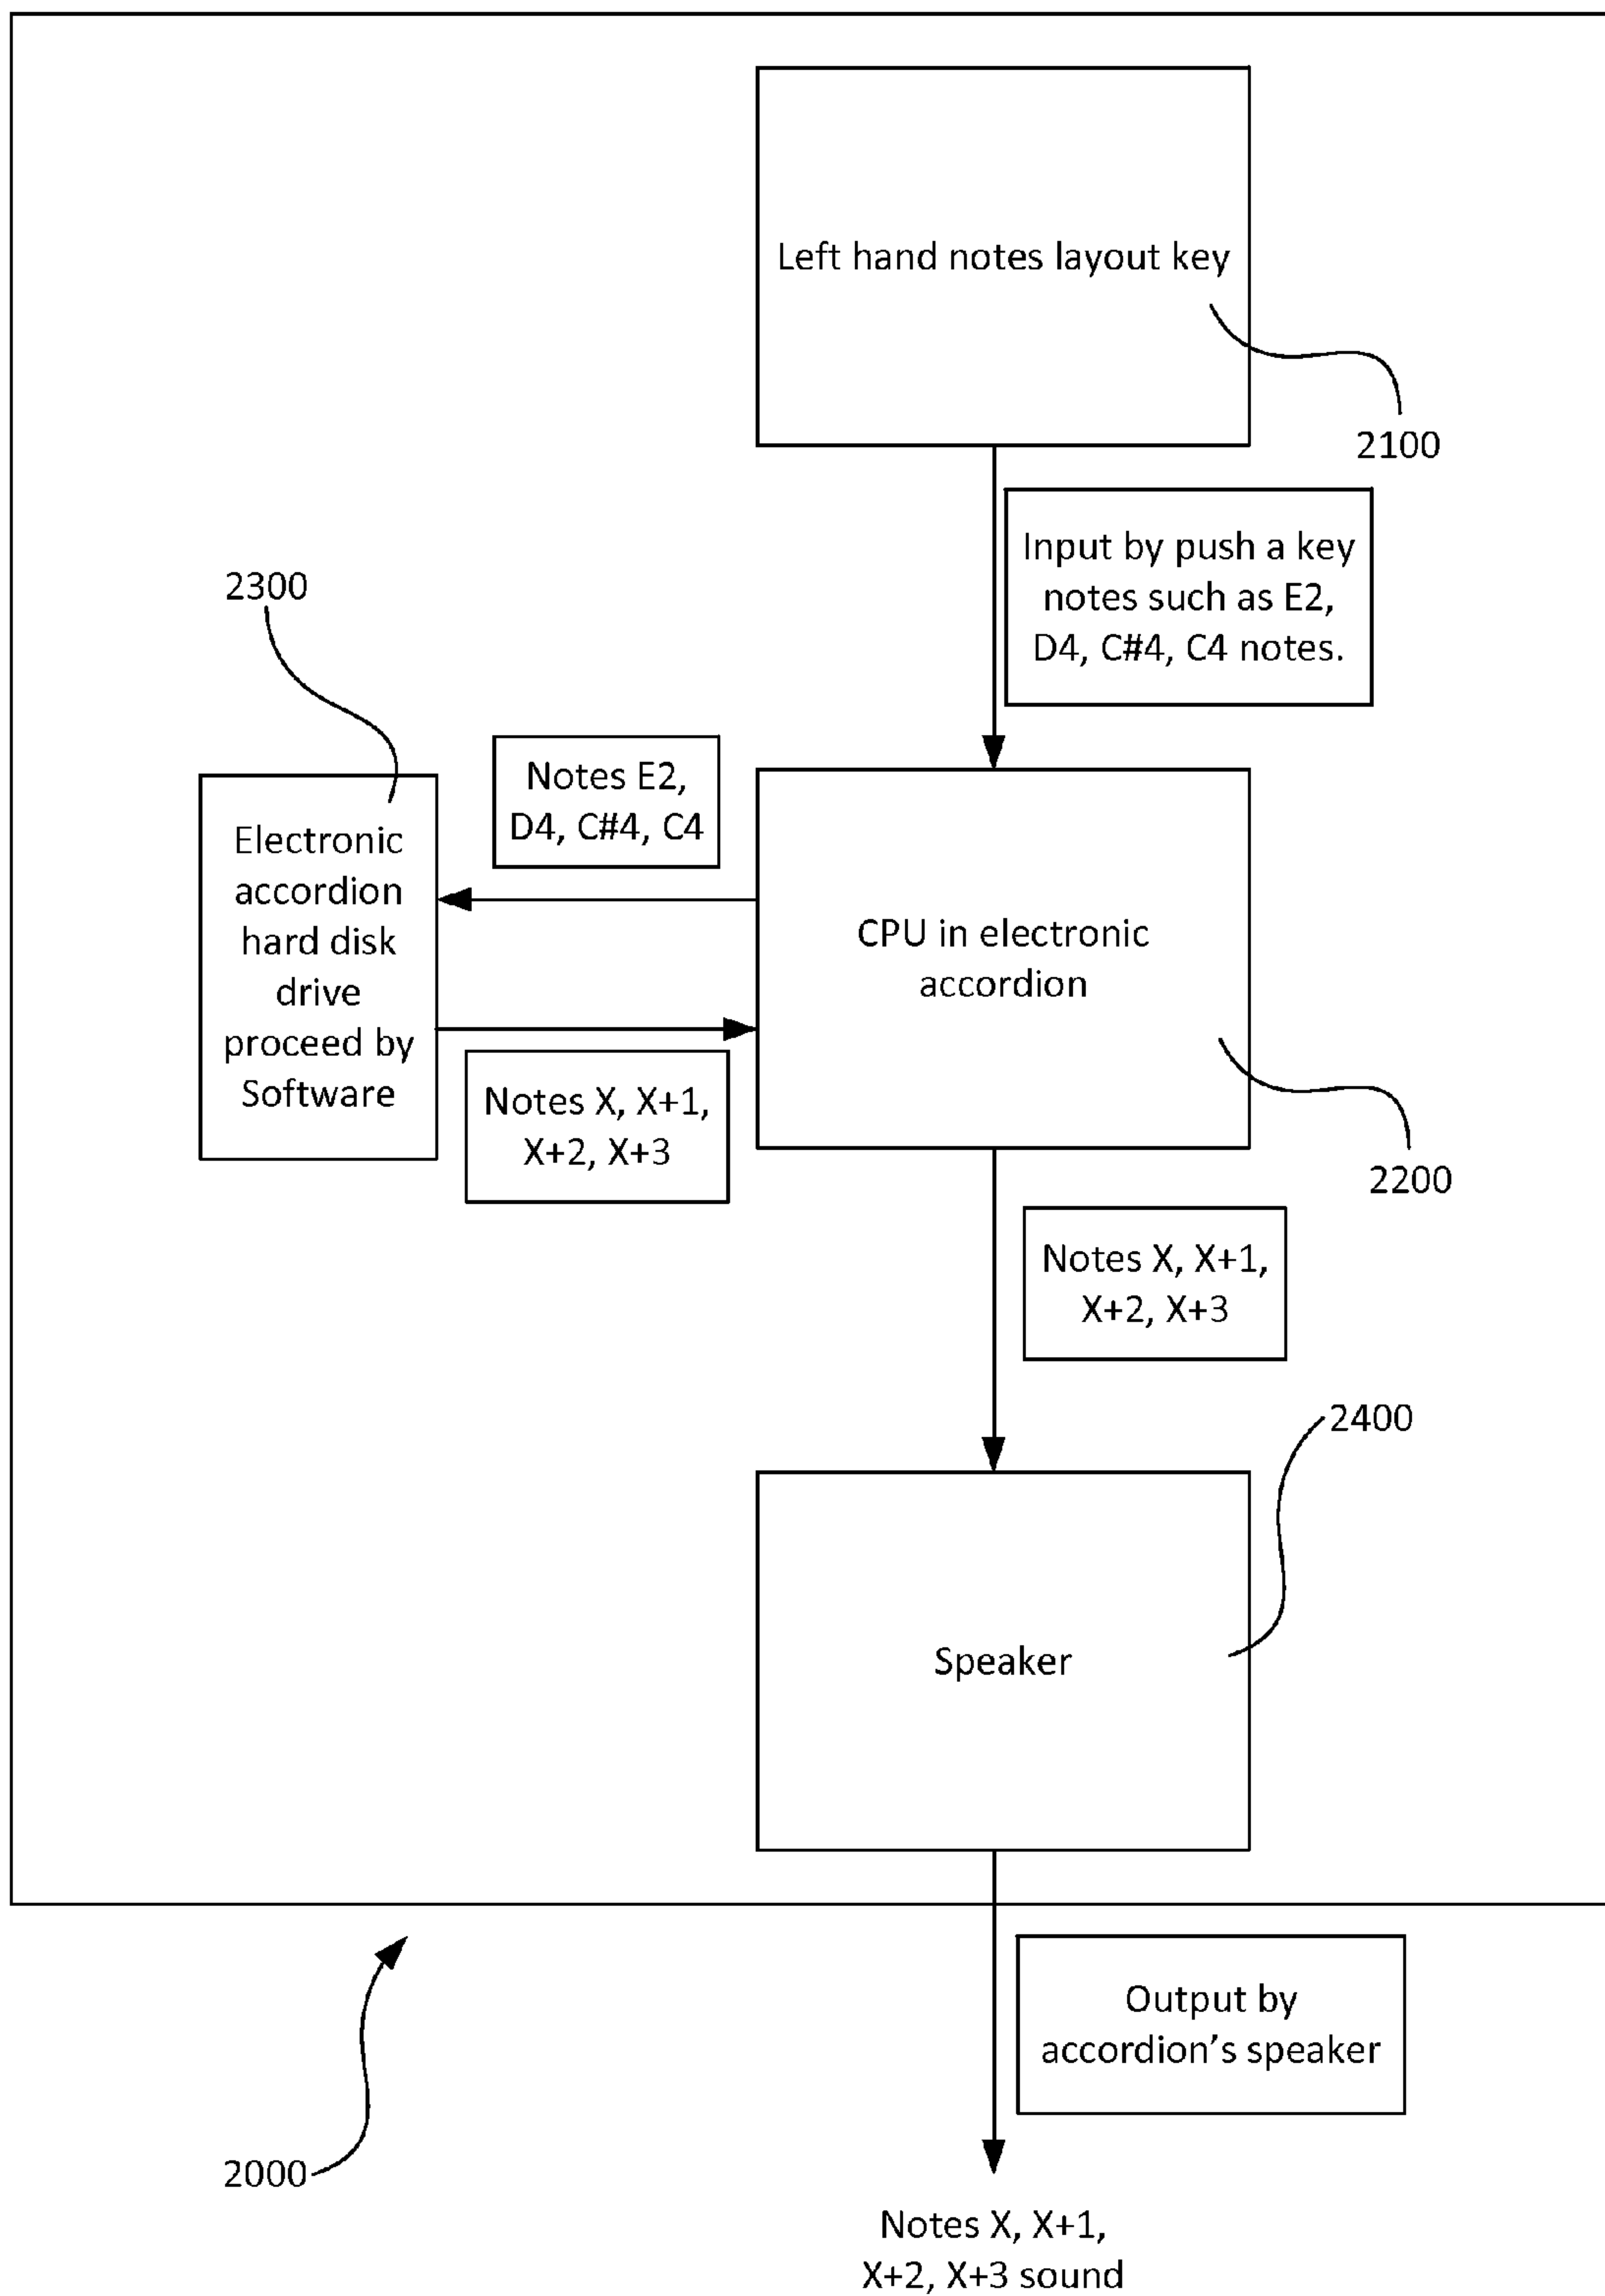 Left hand notes layout key
2100
Input by push a key
notes such as E2,
D4, C#4, C4 notes.
2300
Notes E2,
D4, C#4, C4
Electronic
accordion
hard disk
drive
proceed by
Software
CPU in electronic
accordion
Notes X, X+1,
X+2, X+3
2200
Notes X, X+1,
X+2, X+3
2400
Speaker
Output by
accordion’s speaker
2000
Notes X, X+1,
X+2, X+3 sound